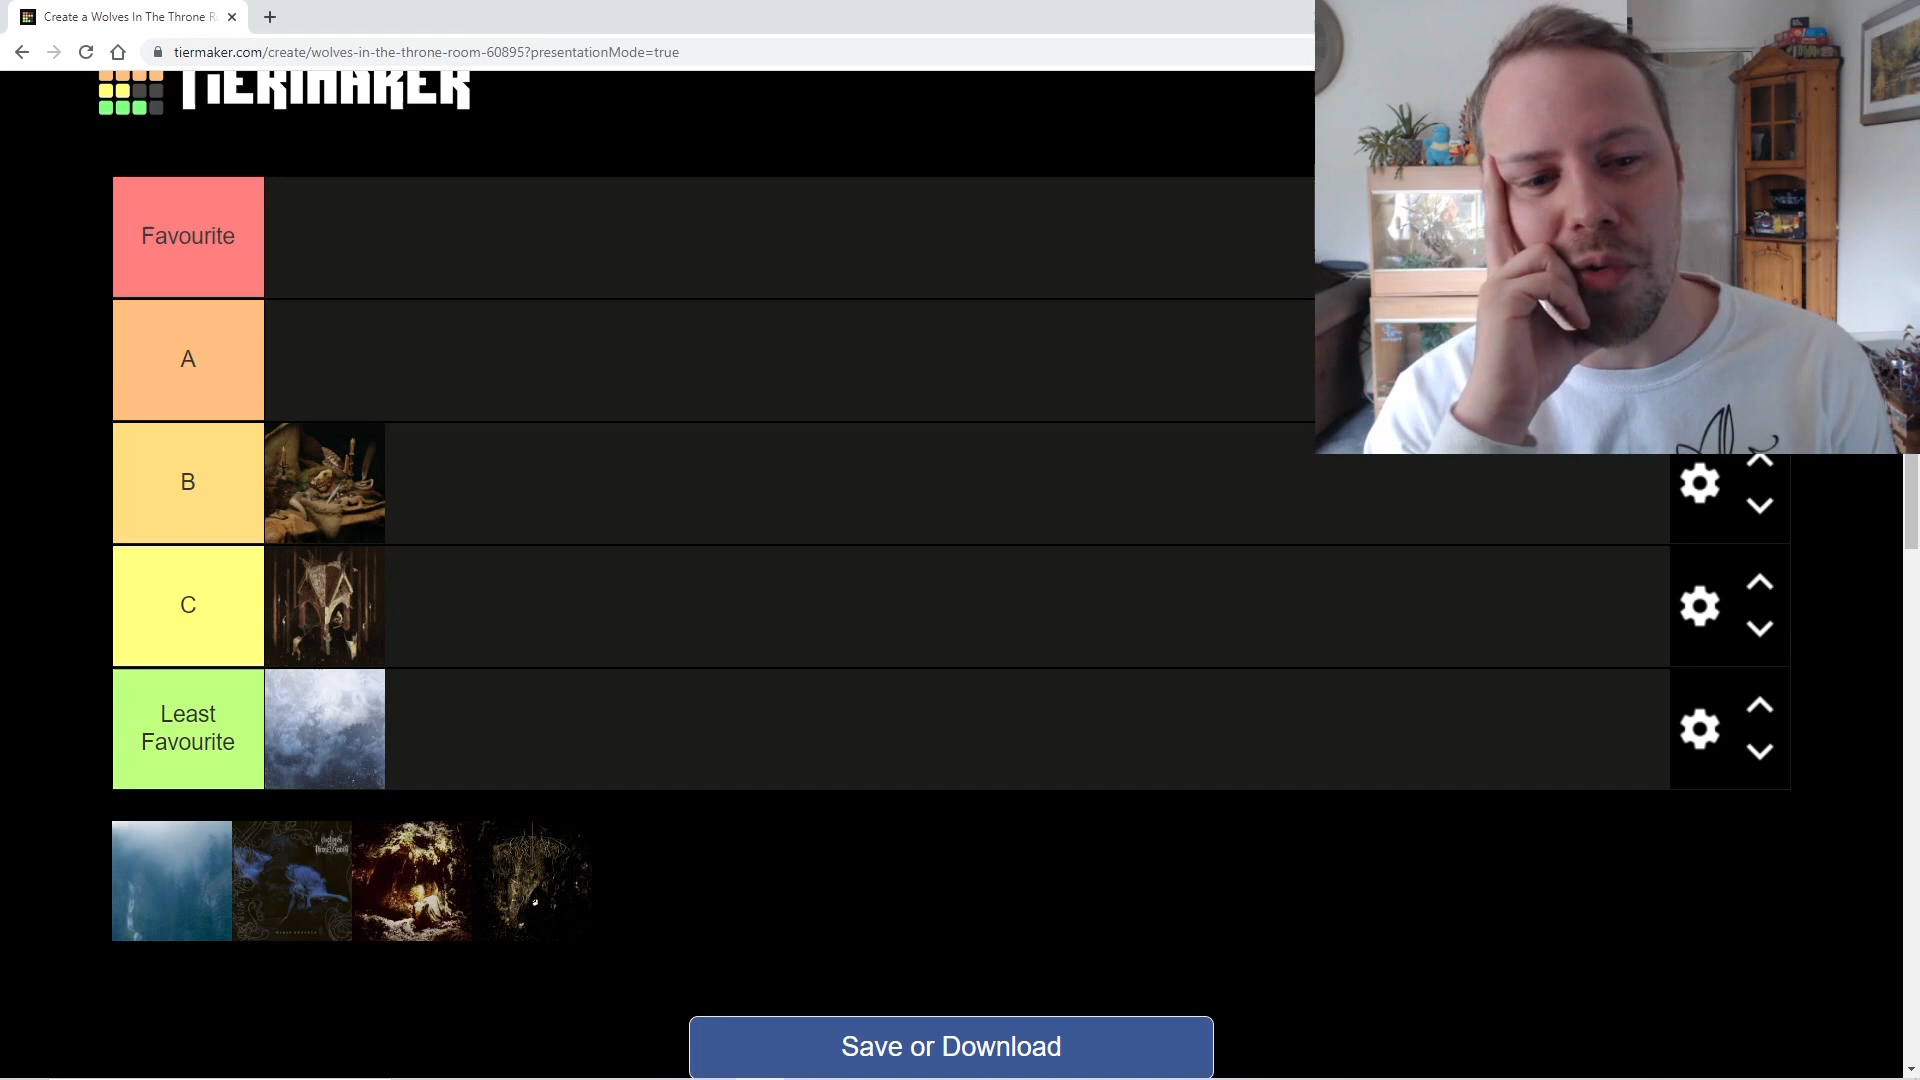 Create a Wolves In The Throne R
tiermaker.com/create/wolves-in-the-throne-room-60895?presentationMode=true
TIERMAKER
Favourite
A
B
C
Least
Favourite
Save or Download